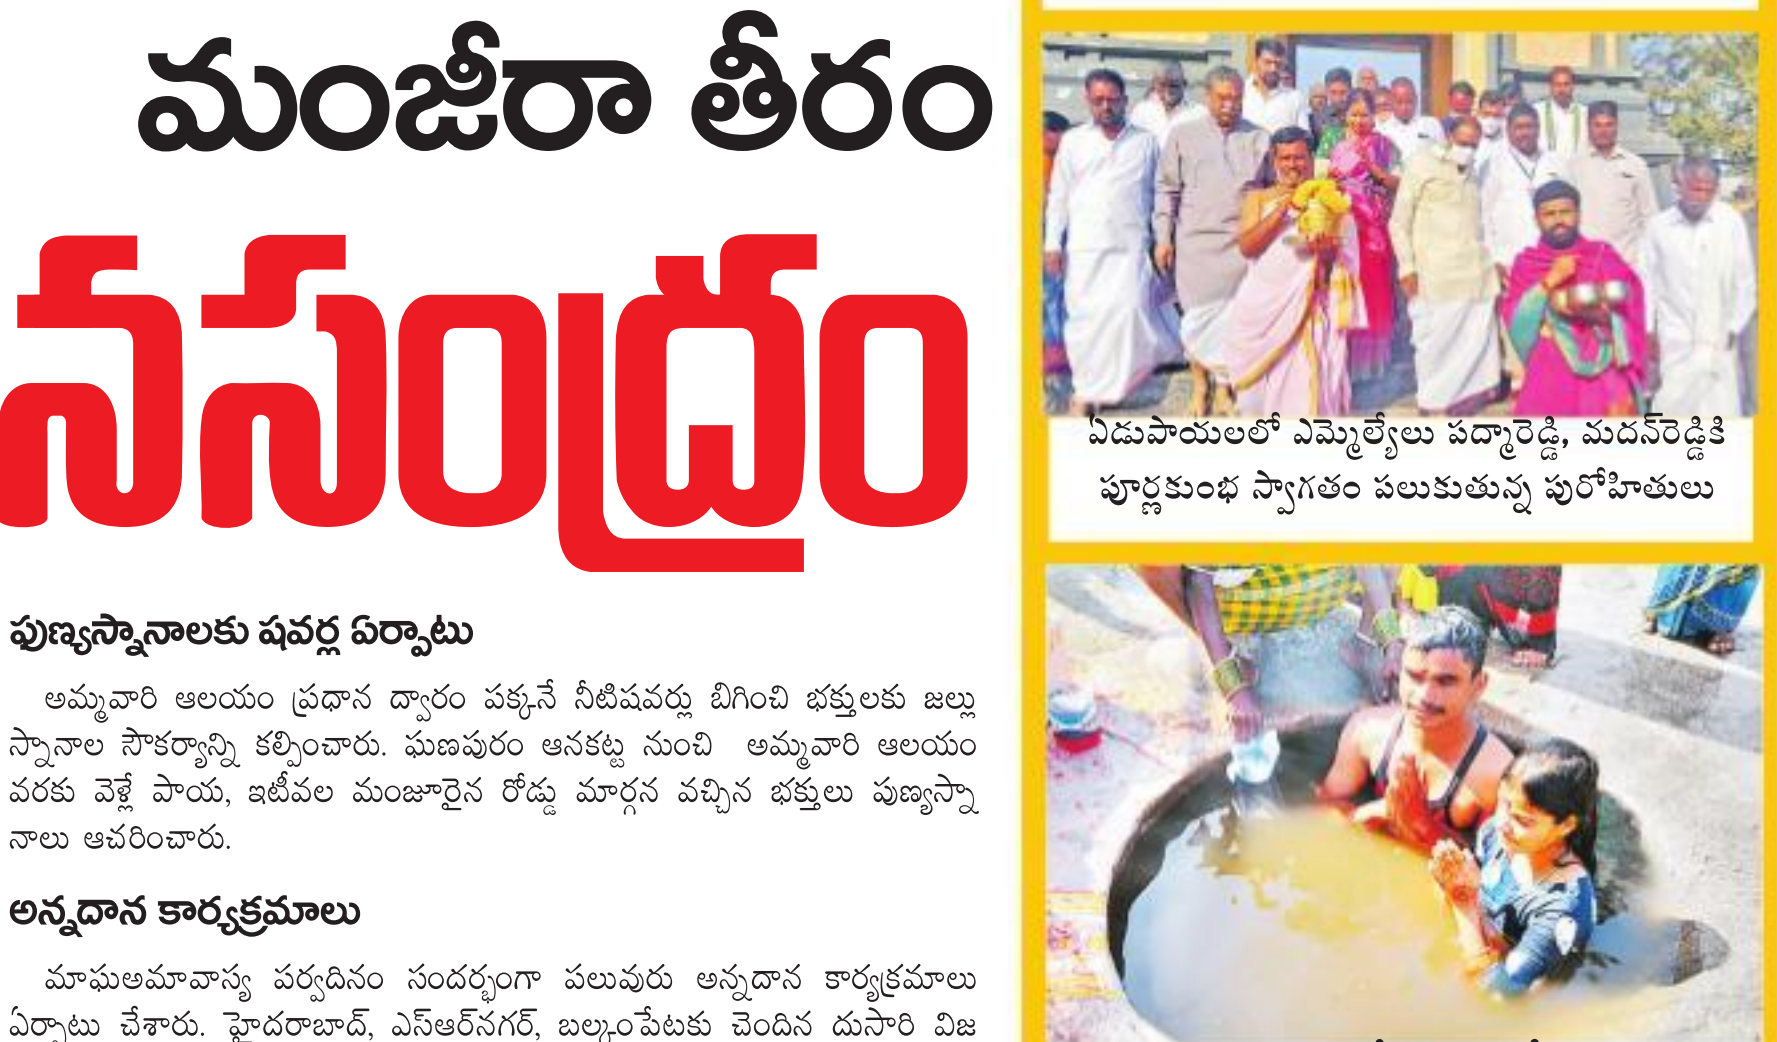 మంజీరా తీరం
నసంద్రం
ఫుణ్యస్నానాలకు షవర్ల ఏర్పాటు
అమ్మవారి ఆలయం ప్రధాన ద్వారం పక్కనే నీటిషవర్లు బిగించి భక్తులకు జల్లు
స్నానాల సౌకర్యాన్ని కల్పించారు. ఘణపురం ఆనకట్ట నుంచి అమ్మవారి ఆలయం
వరకు వెళ్లే పాయ, ఇటీవల మంజూరైన రోడ్డు మార్గన వచ్చిన భక్తులు పుణ్యస్నా
నాలు ఆచరించారు.
అన్నదాన కార్యక్రమాలు
మాఘఅమావాస్య పర్వదినం సందర్భంగా పలువురు అన్నదాన కార్యక్రమాలు
ఏర్పాటు చేశారు. హైదరాబాద్, ఎస్ఆర్‌నగర్, బల్కంపేటకు చెందిన దుసారి విజ
ఏడుపాయలలో ఎమ్మెల్యేలు పద్మారెడ్డి, మదన్‌రెడ్డికి
పూర్ణకుంభ స్వాగతం పలుకుతున్న పురోహితులు